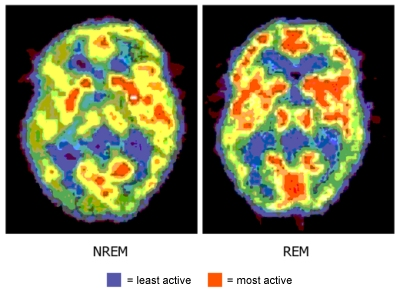 NREM
REM
= least active
= most active